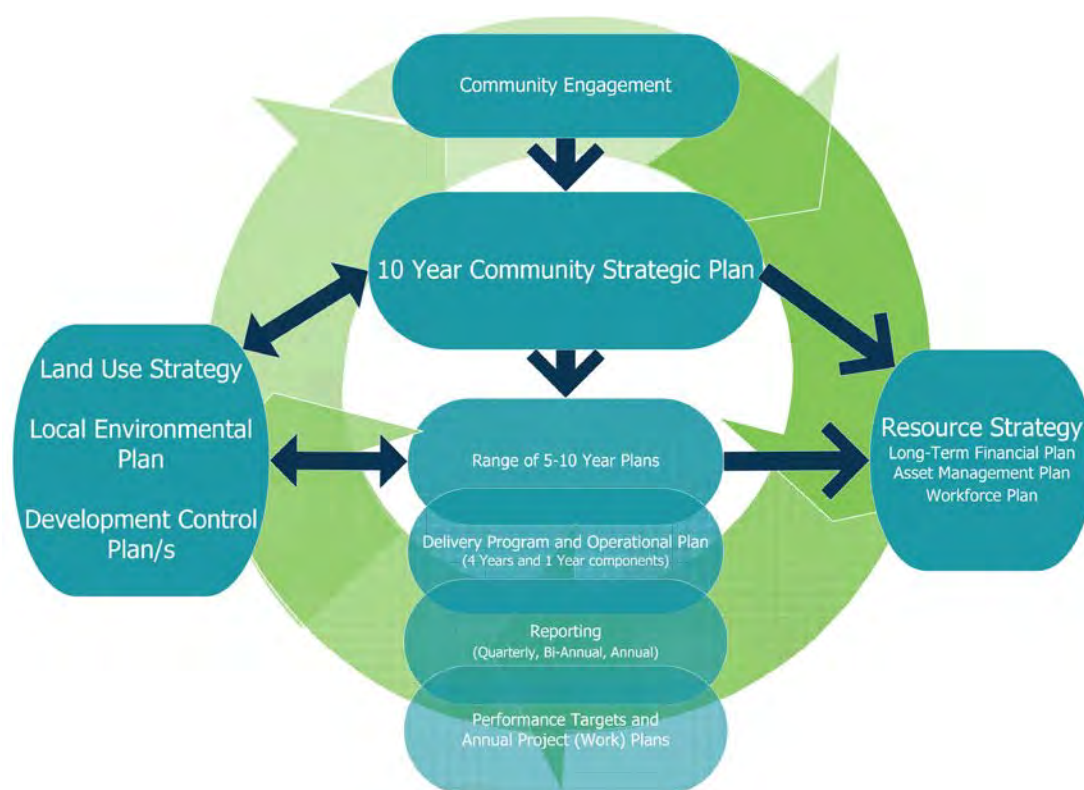 Community Engagement
10 Year Community Strategic Plan
Land Use Strategy
Local Environmental
Plan
Development Control
Plan/s
Range of 5-10 Year Plans
Resource Strategy
Long-Term Financial Plan
Asset Management Plan
Workforce Plan
Delivery Program and Operational Plan
(4 Years and 1 Year components)
Reporting
(Quarterly, Bi-Annual, Annual)
Performance Targets and
Annual Project (Work) Plans